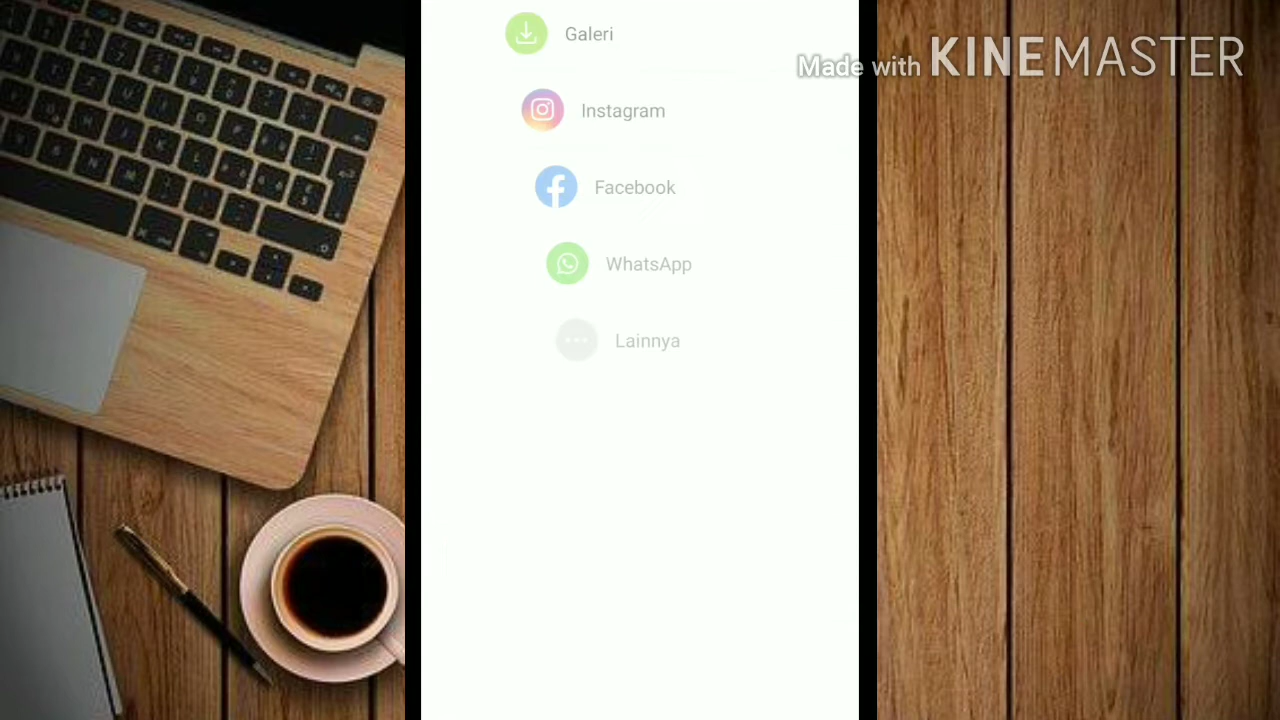 Galeri
Made with KINEMASTER
Instagram
Facebook
WhatsApp
Lainnya